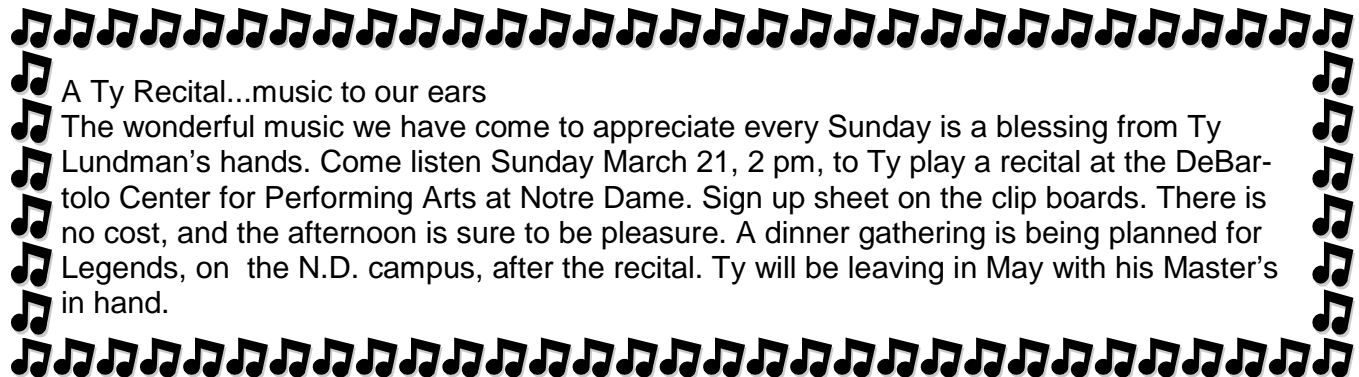 A Ty Recital...music to our ears
The wonderful music we have come to appreciate every Sunday is a blessing from Ty
Lundman's hands. Come listen Sunday March 21, 2 pm, to Ty play a recital at the DeBar-
tolo Center for Performing Arts at Notre Dame. Sign up sheet on the clip boards. There is
no cost, and the afternoon is sure to be pleasure. A dinner gathering is being planned for
Legends, on  the N.D. campus, after the recital. Ty will be leaving in May with his Master's
in hand.